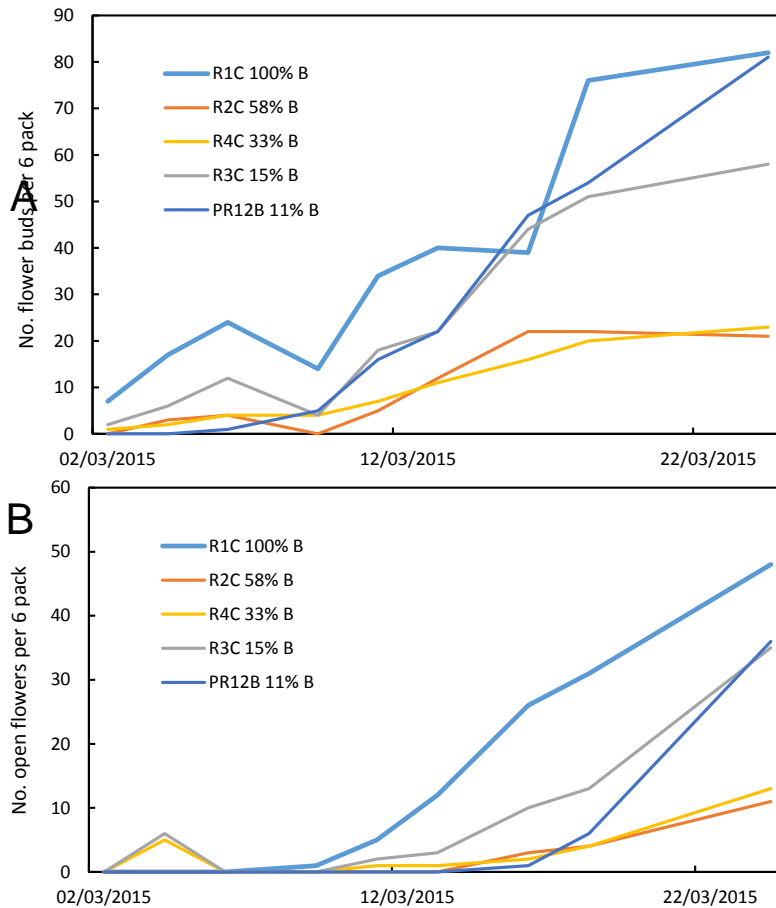 A
No. flower buds per 6 pack
90
80
70
60
50
40
30
20
10
0
R1C 100% B
R2C 58% B
R4C 33% B
R3C 15% B
PR12B 11% B
02/03/2015 12/03/2015 22/03/2015
B
No. open flowers per 6 pack
60
50
40
30
20
10
0
R1C 100% B
R2C 58% B
R4C 33% B
R3C 15% B
PR12B 11% B
02/03/2015 12/03/2015 22/03/2015